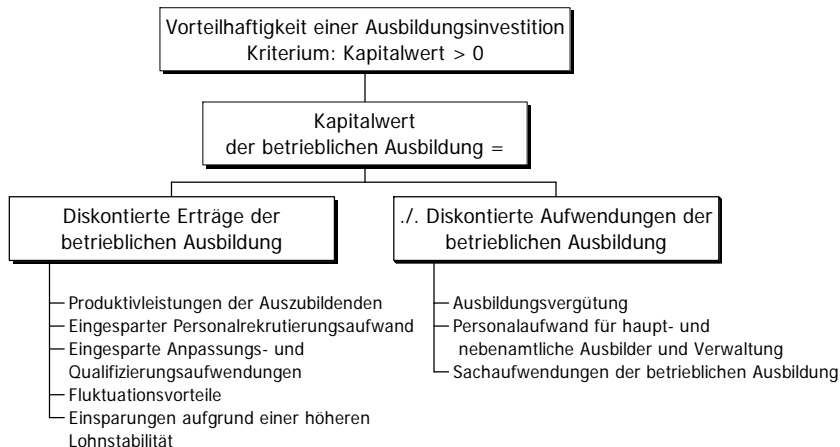 Vorteilhaftigkeit einer Ausbildungsinvestition
Kriterium: Kapitalwert > 0
Kapitalwert
der betrieblichen Ausbildung =
Diskontierte Erträge der
betrieblichen Ausbildung
./. Diskontierte Aufwendungen der
betrieblichen Ausbildung
Produktivleistungen der Auszubildenden
Eingesparter Personalrekrutierungsaufwand
Eingesparte Anpassungs- und
Qualifizierungsaufwendungen
Fluktuationsvorteile
Einsparungen aufgrund einer höheren
Lohnstabilität
Ausbildungsvergütung
Personalaufwand für haupt- und
nebenamtliche Ausbilder und Verwaltung
Sachaufwendungen der betrieblichen Ausbildung